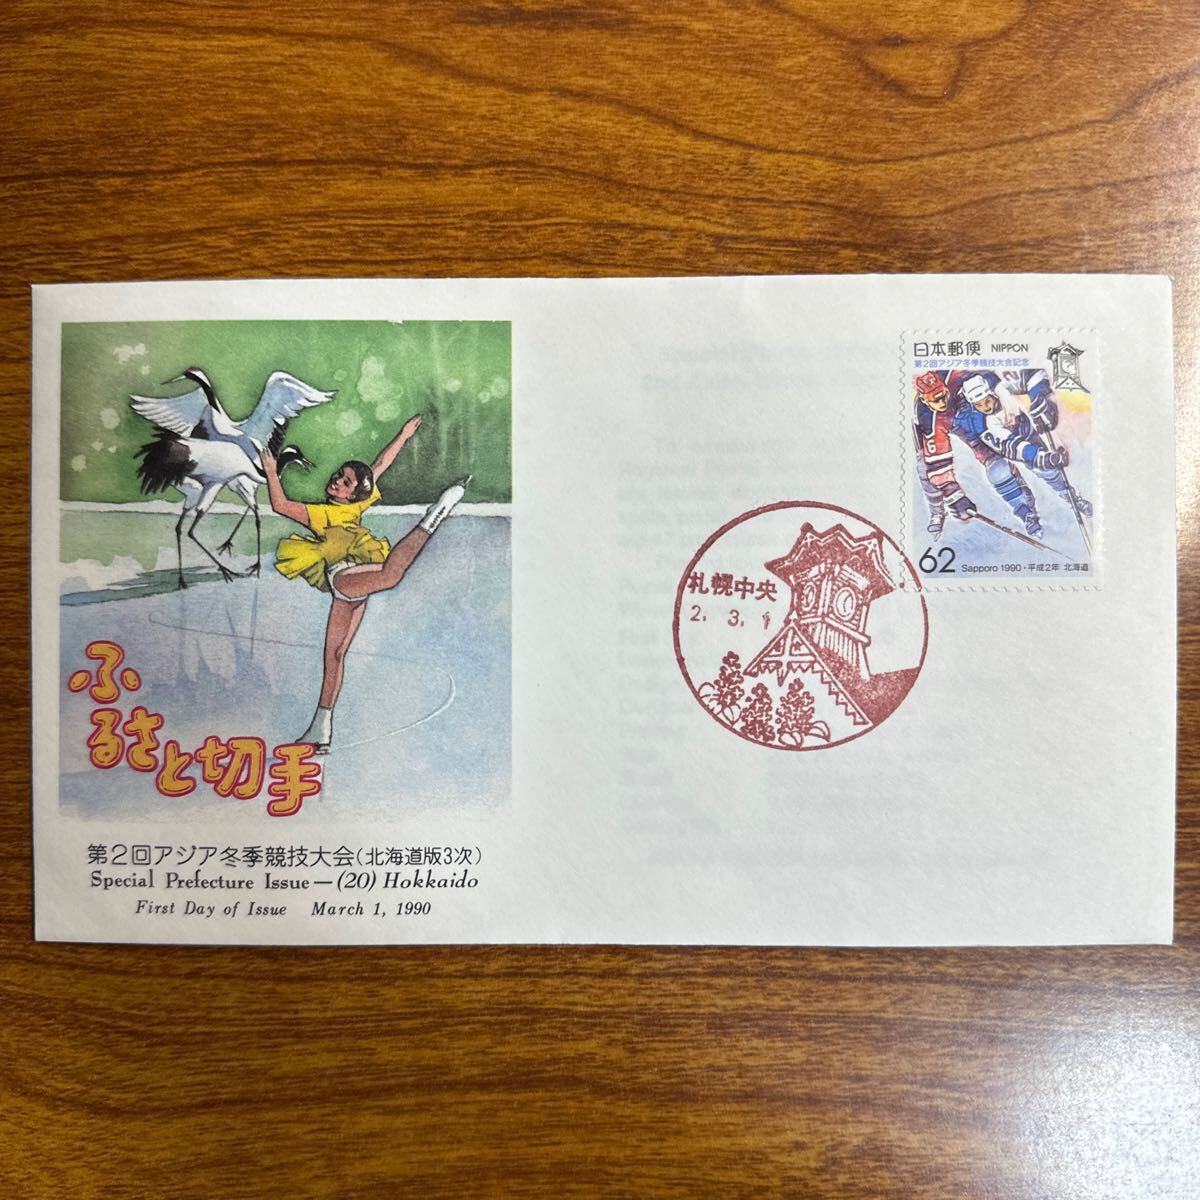 ふ
るさと切手
第2回アジア冬季競技大会(北海道版3次)
Special Prefecture Issue—(20) Hokkaido
First Day of Issue March 1, 1990
日本郵便 NIPPON
第2回アジア冬季競技大会記念
6
2
62 Sapporo 1990・平成2年 北海道
札幌中央
2. 3. 1